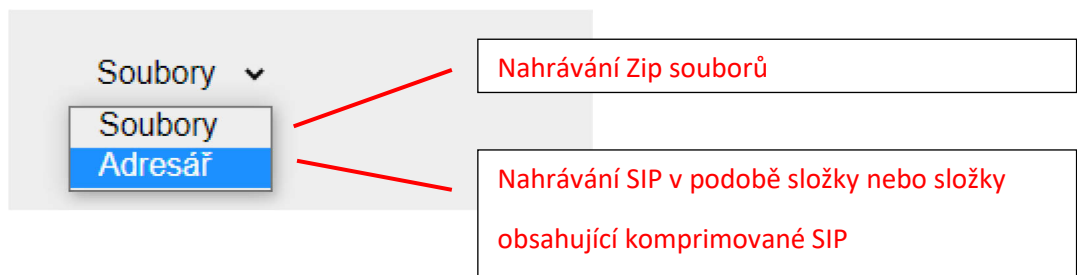 Soubory
Soubory
Adresář
Nahrávání Zip souborů
Nahrávání SIP v podobě složky nebo složky
obsahující komprimované SIP